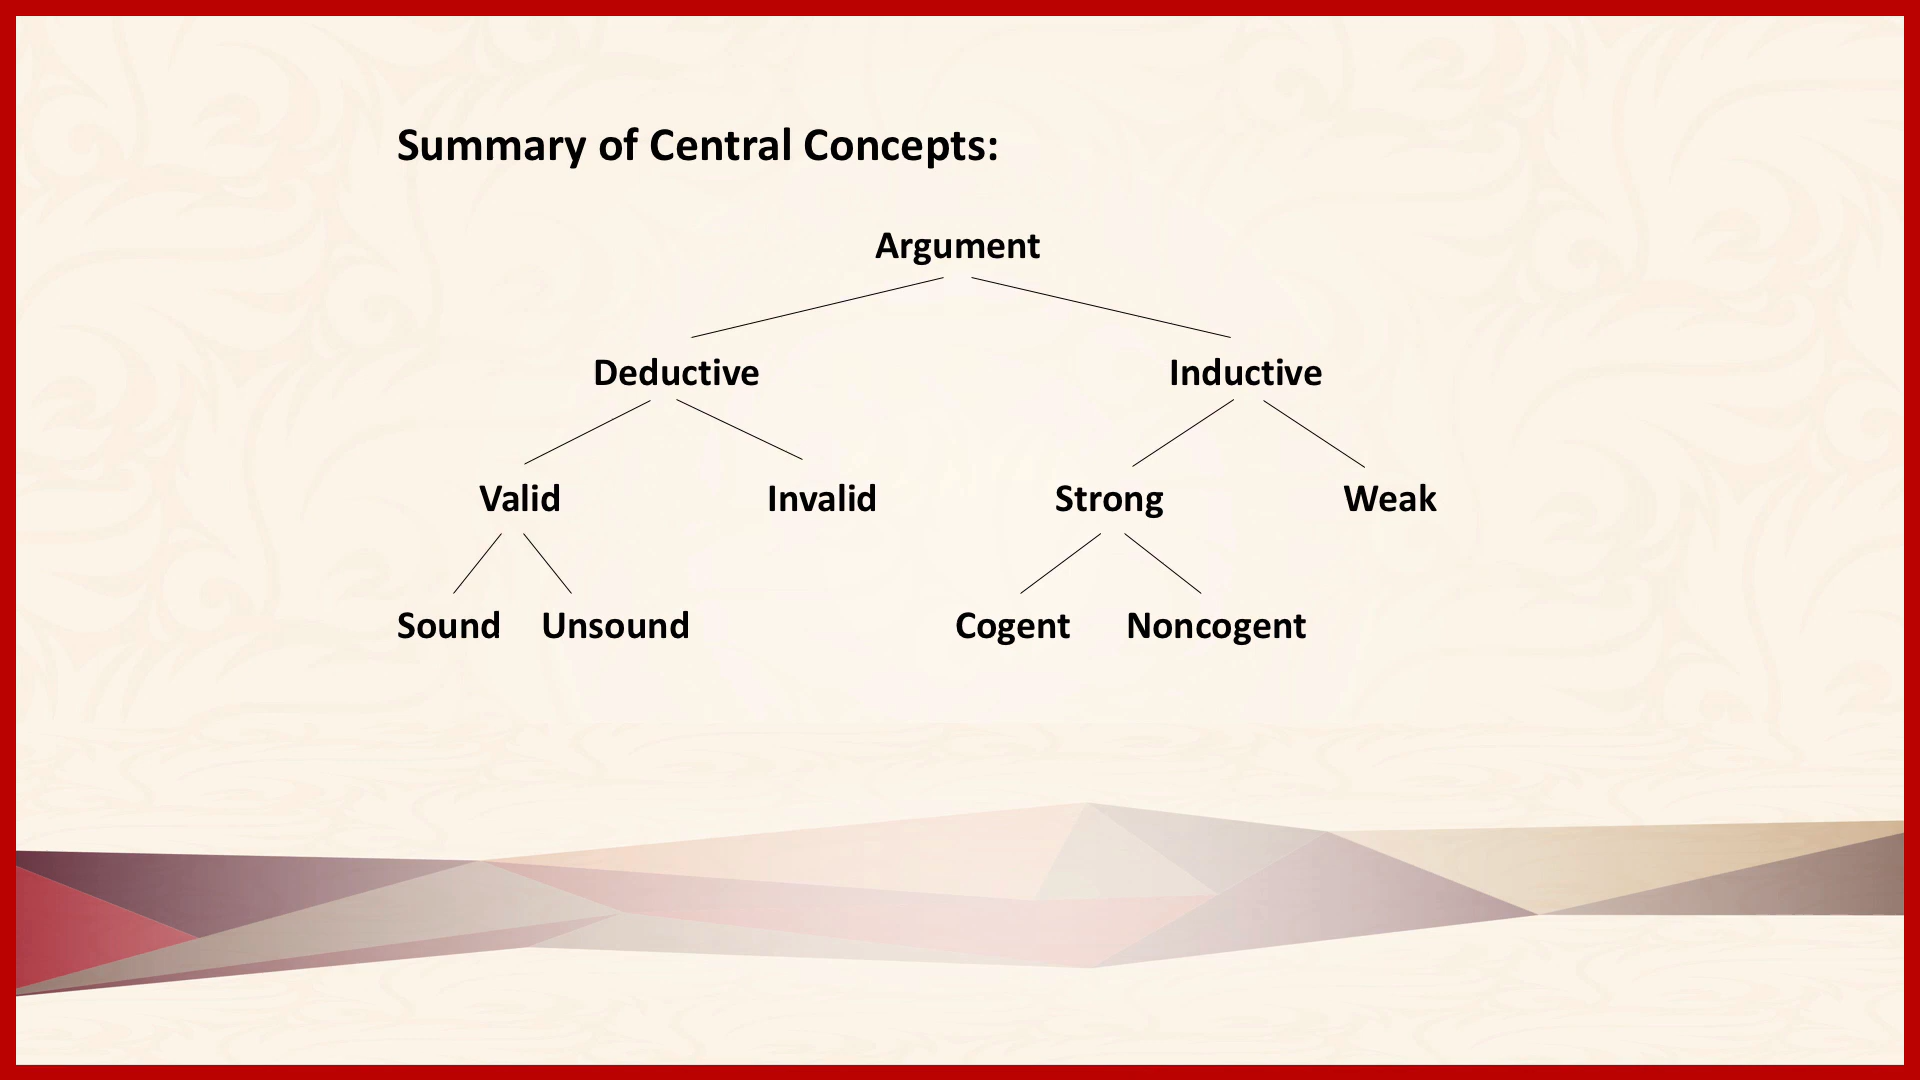 Summary of Central Concepts:
Argument
Deductive Inductive
Valid Invalid Strong Weak
Sound Unsound Cogent Noncogent